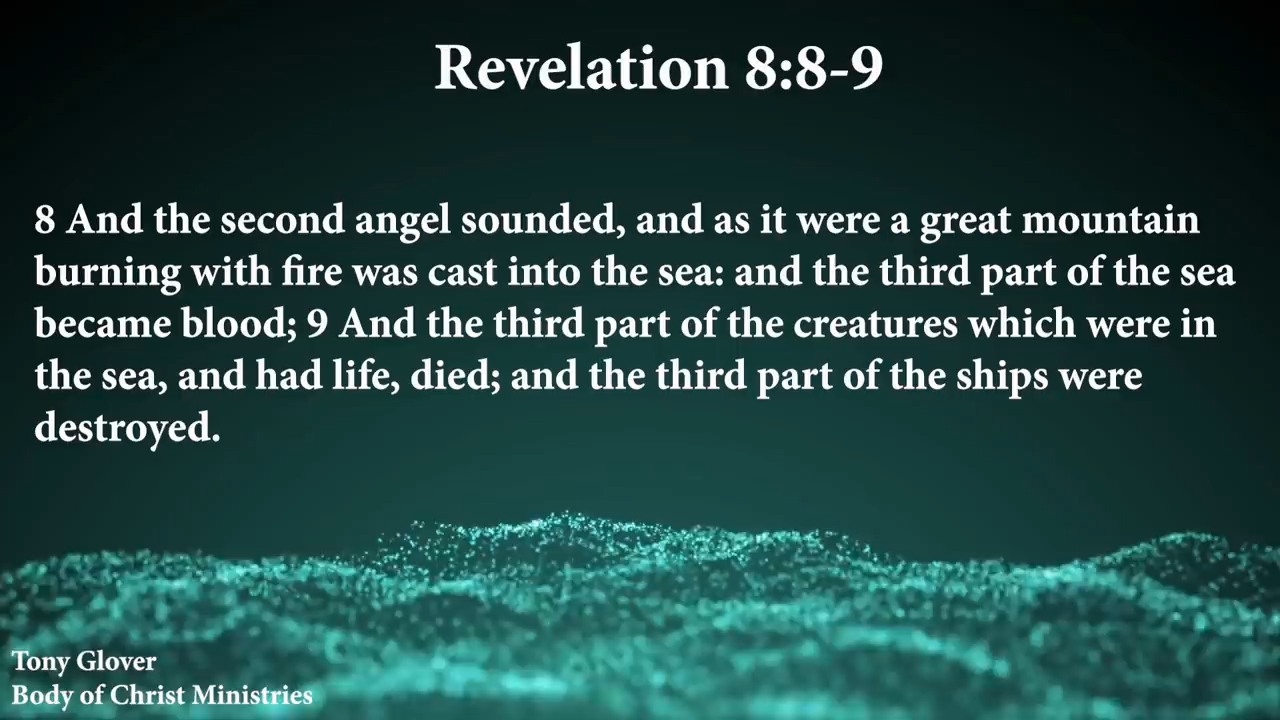 Revelation 8:8-9
8 And the second angel sounded, and as it were a great mountain
burning with fire was cast into the sea: and the third part of the sea
became blood; 9 And the third part of the creatures which were in
the sea, and had life, died; and the third part of the ships were
destroyed.
Tony Glover
Body of Christ Ministries